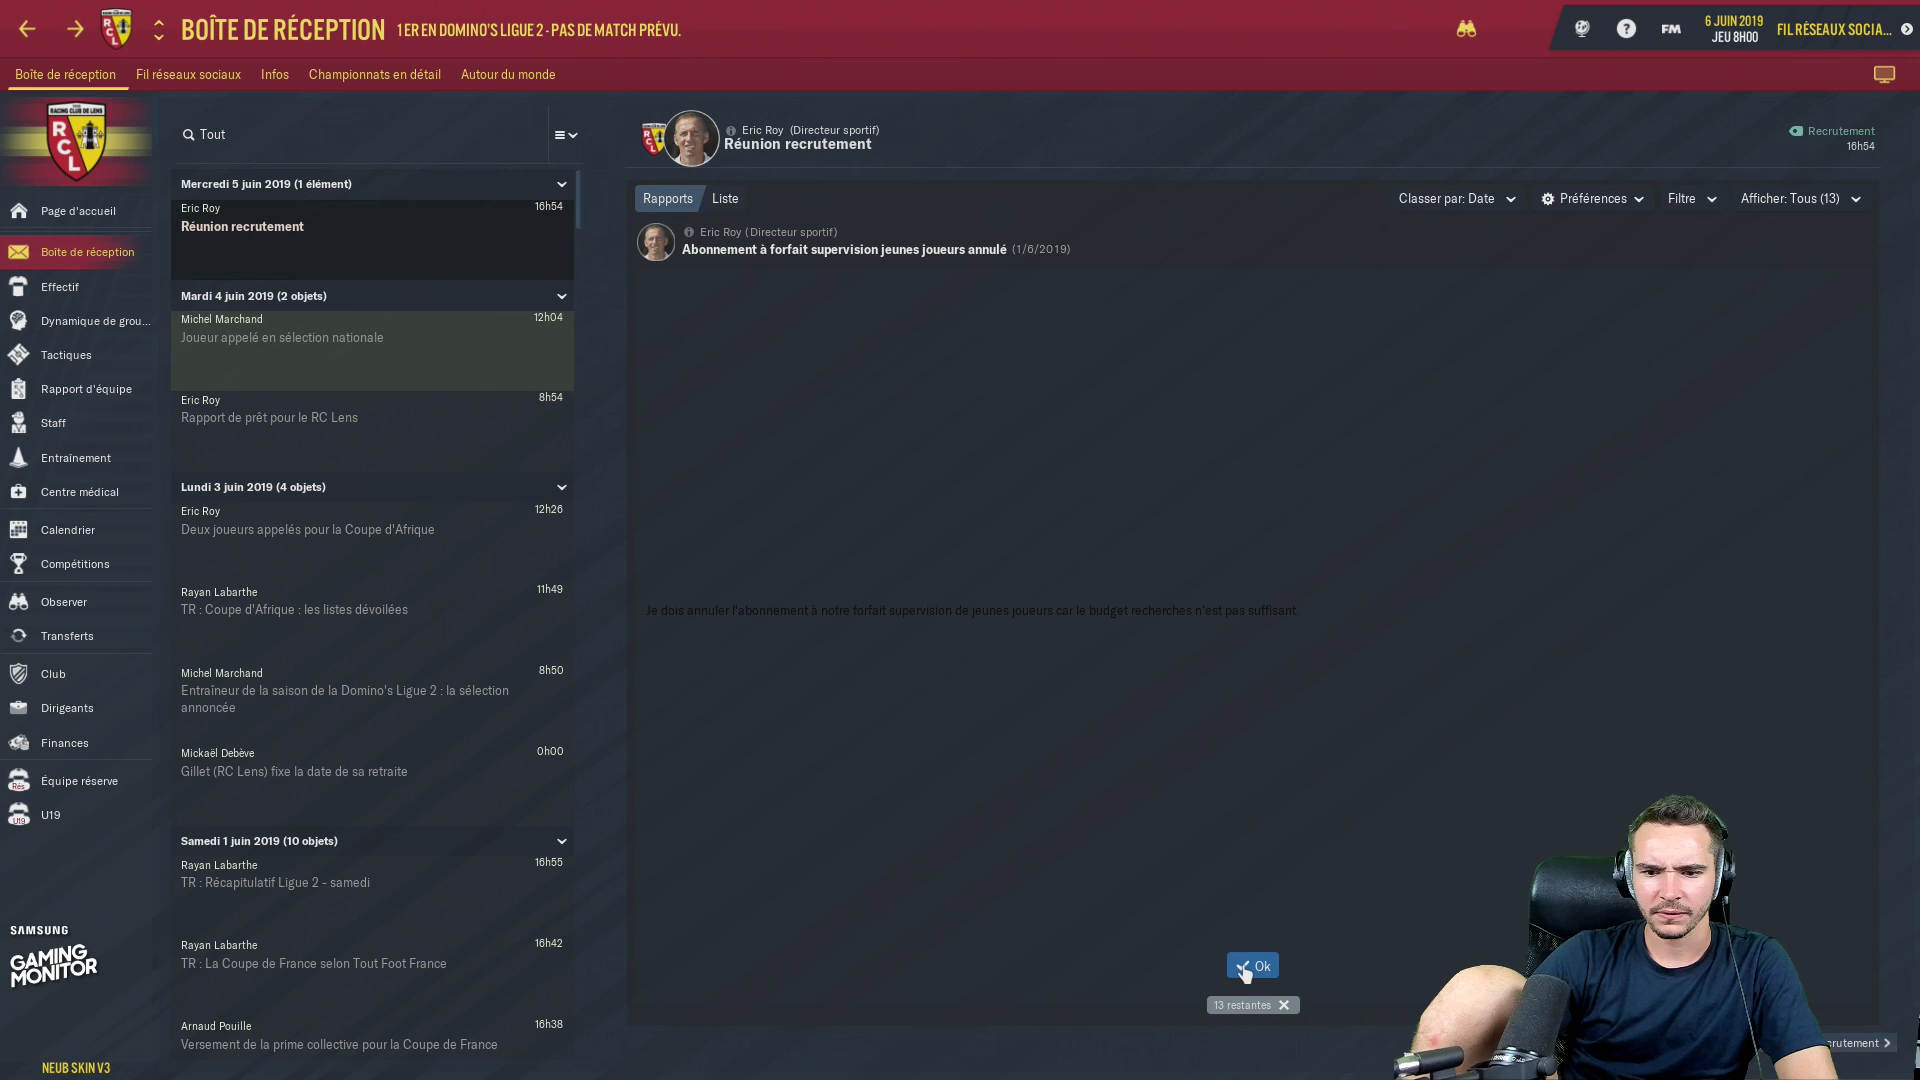 BOÎTE DE RÉCEPTION
1 ER EN DOMINO'S LIGUE 2 - PAS DE MATCH PRÉVU.
FM
6 JUIN 2019
JEU 8H00
FIL RÉSEAUX SOCIA...
Boîte de réception
Fil réseaux sociaux
Infos
Championnats en détail
Autour du monde
RACING CLUB DE LENS
RCL
Page d'accueil
Boîte de réception
Effectif
Dynamique de grou...
Tactiques
Rapport d'équipe
Staff
Entraînement
Centre médical
Calendrier
Compétitions
Observer
Transferts
Club
Dirigeants
Finances
Rés
Équipe réserve
U19
U19
SAMSUNG
GAMING
MONITOR
NEUB SKIN V3
Tout
Mercredi 5 juin 2019 (1 élément)
Eric Roy
16h54
Réunion recrutement
Mardi 4 juin 2019 (2 objets)
Michel Marchand
12h04
Joueur appelé en sélection nationale
Eric Roy
8h54
Rapport de prêt pour le RC Lens
Lundi 3 juin 2019 (4 objets)
Eric Roy
12h26
Deux joueurs appelés pour la Coupe d'Afrique
Rayan Labarthe
11h49
TR : Coupe d'Afrique : les listes dévoilées
Michel Marchand
8h50
Entraîneur de la saison de la Domino's Ligue 2 : la sélection
annoncée
Mickaël Debève
0h00
Gillet (RC Lens) fixe la date de sa retraite
Samedi 1 juin 2019 (10 objets)
Rayan Labarthe
16h55
TR : Récapitulatif Ligue 2 - samedi
Rayan Labarthe
16h42
TR : La Coupe de France selon Tout Foot France
Arnaud Pouille
16h38
Versement de la prime collective pour la Coupe de France
Eric Roy (Directeur sportif)
Réunion recrutement
Recrutement
16h54
Rapports
Liste
Classer par: Date
Préférences
Filtre
Afficher: Tous (13)
Eric Roy (Directeur sportif)
Abonnement à forfait supervision jeunes joueurs annulé (1/6/2019)
Je dois annuler l'abonnement à notre forfait supervision de jeunes joueurs car le budget recherches n'est pas suffisant.
Ok
13 restantes
crutement